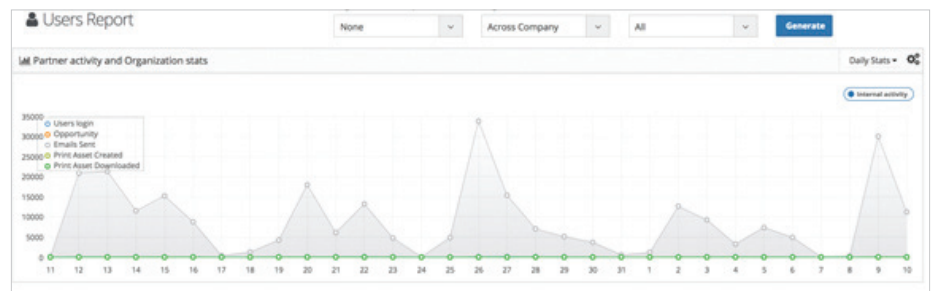 Users Report
None
Across Company
All
Generate
Partner activity and Organization stats
Daily Stats
Internal activity
35000
30000
25000
20000
15000
10000
5000
0
Users login
Opportunity
Emails Sent
Print Asset Created
Print Asset Downloaded
11 12 13 14 15 16 17 18 19 20 21 22 23 24 25 26 27 28 29 30 31 1 2 3 4 5 6 7 8 9 10